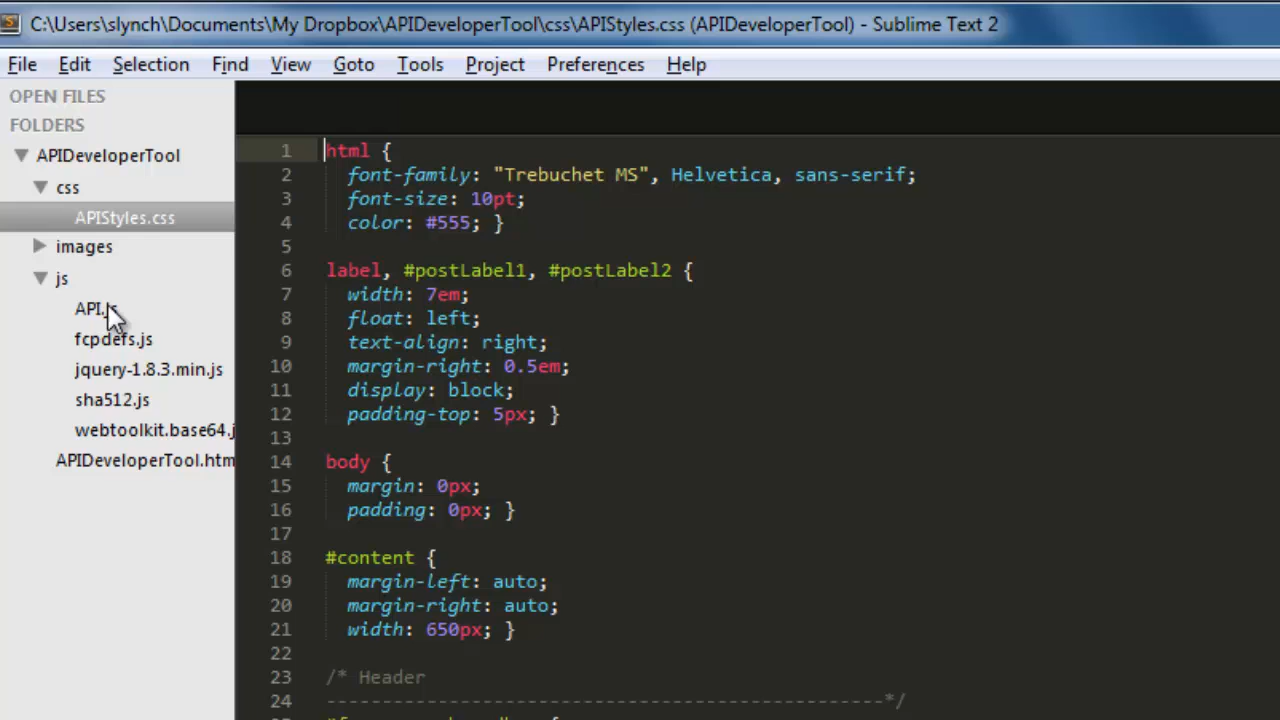 C:\Users\slynch\Documents\My Dropbox\APIDeveloperTool\css\APIStyles.css (APIDeveloperTool) - Sublime Text 2
File Edit Selection Find View Goto Tools Project Preferences Help
OPEN FILES
FOLDERS
APIDeveloperTool
css
APIStyles.css
images
js
API.js
fcpdefs.js
jquery-1.8.3.min.js
sha512.js
webtoolkit.base64.j
APIDeveloperTool.htm
1 html {
2 font-family: "Trebuchet MS", Helvetica, sans-serif;
3 font-size: 10pt;
4 color: #555; }
5
6 label, #postLabel1, #postLabel2 {
7 width: 7em;
8 float: left;
9 text-align: right;
10 margin-right: 0.5em;
11 display: block;
12 padding-top: 5px; }
13
14 body {
15 margin: 0px;
16 padding: 0px; }
17
18 #content {
19 margin-left: auto;
20 margin-right: auto;
21 width: 650px; }
22
23 /* Header
24 --------------------------------------------------*/